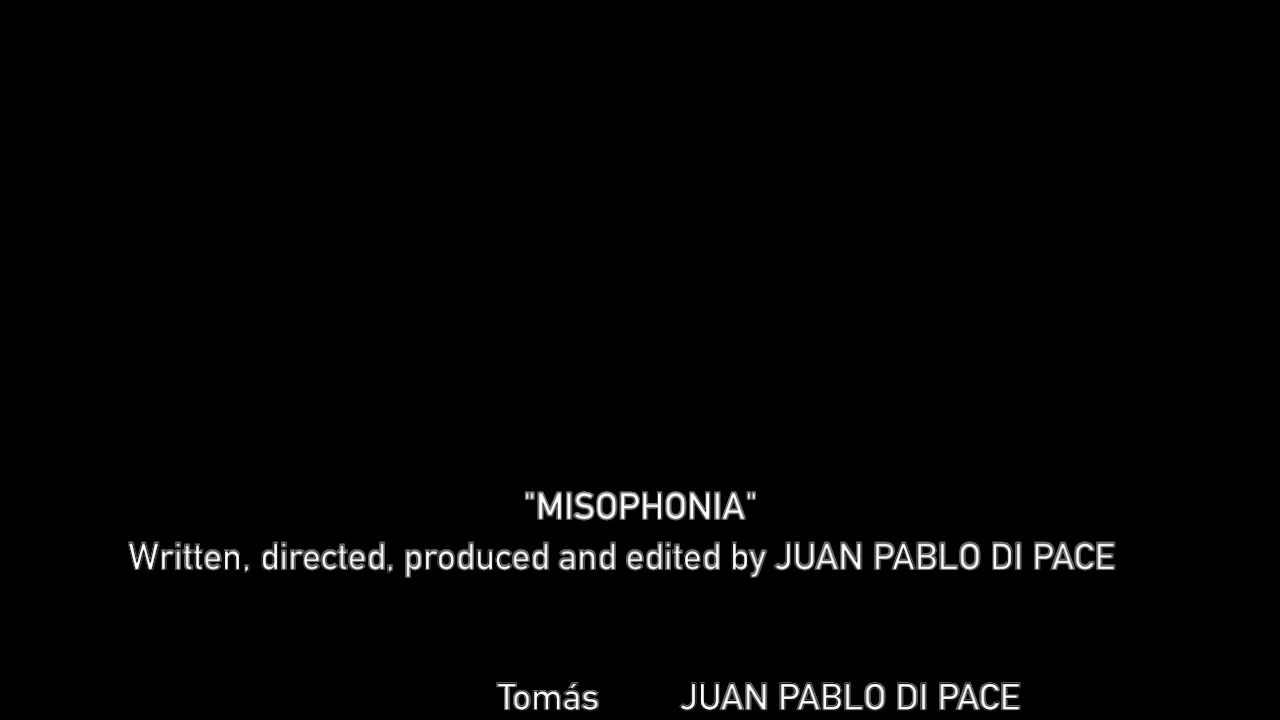 "MISOPHONIA"
Written, directed, produced and edited by JUAN PABLO DI PACE
Tomás JUAN PABLO DI PACE